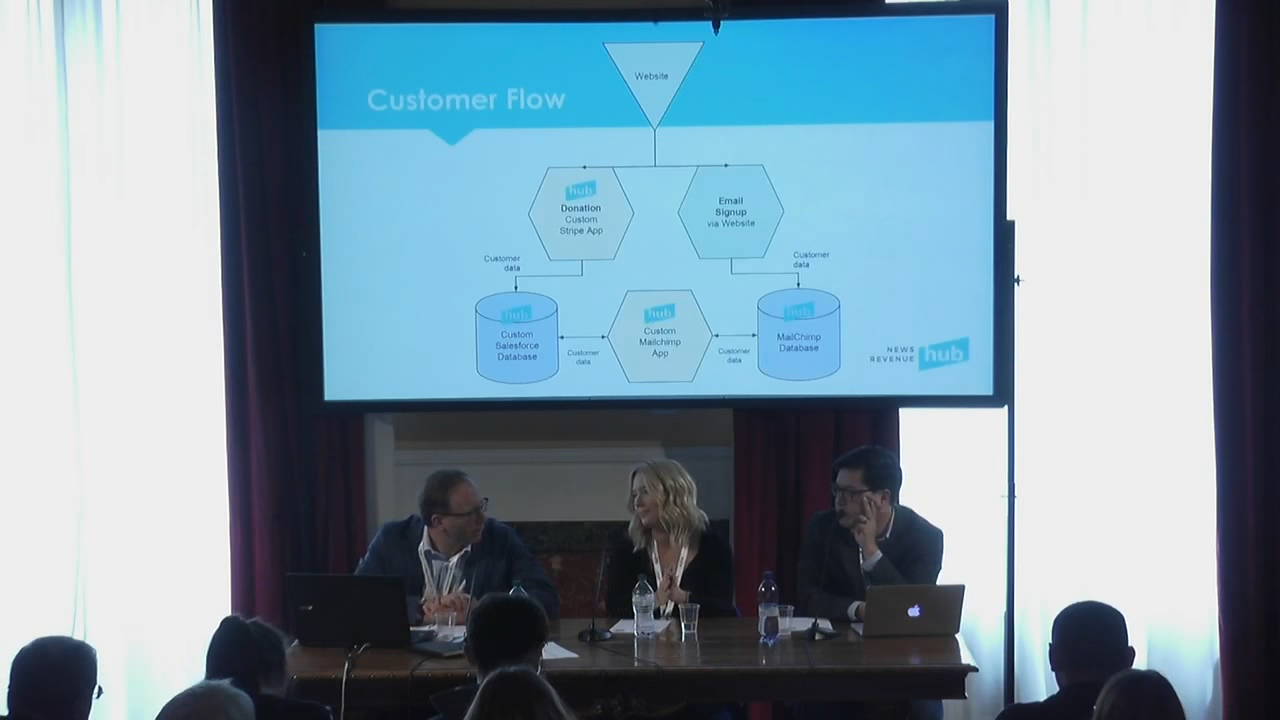 Website
Customer Flow
hub
Donation
Custom
Stripe App
Email
Signup
via Website
Customer
data
Customer
data
hub
Custom
Salesforce
Database
hub
Custom
Mailchimp
App
hub
MailChimp
Database
Customer
data
Customer
data
NEWS
REVENUE
hub